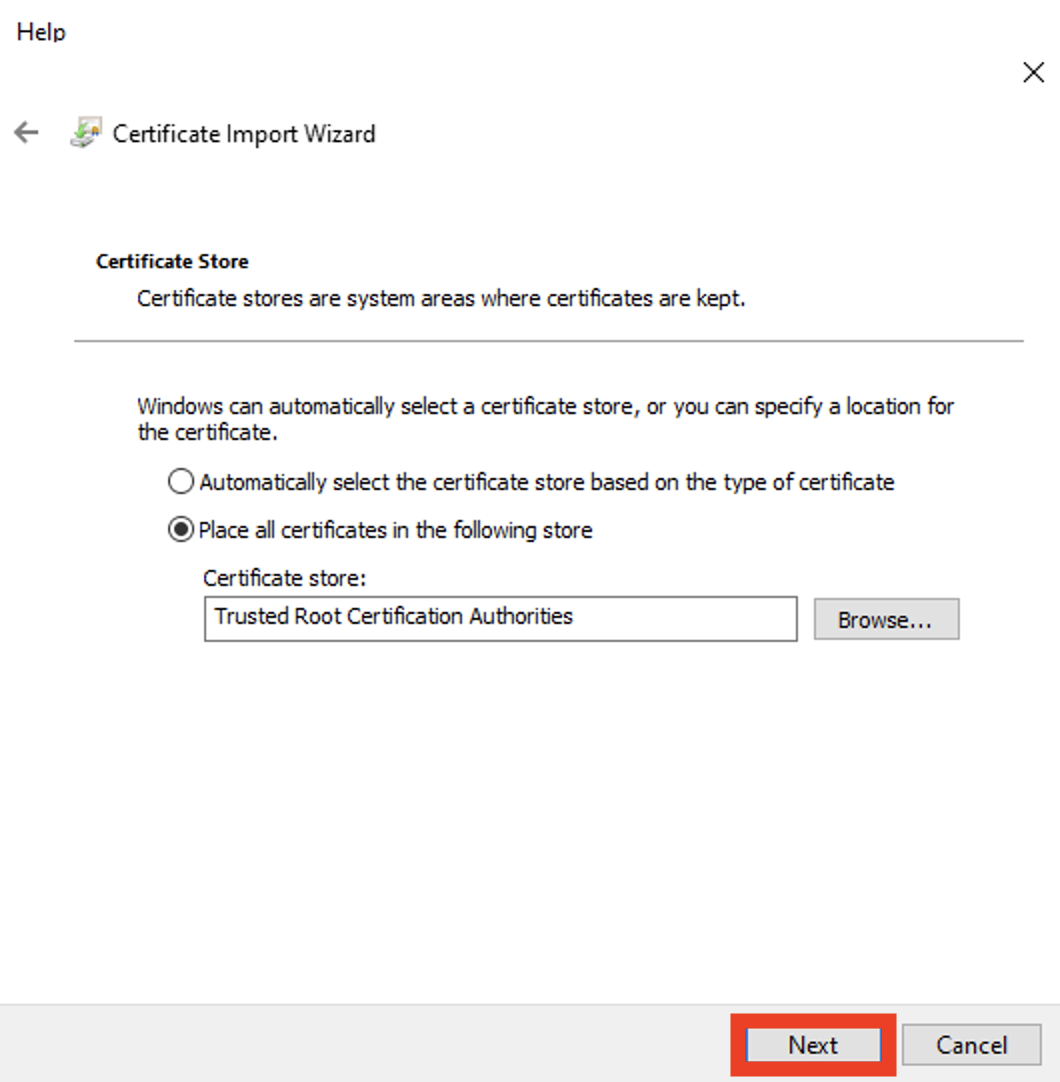 Help
Certificate Import Wizard
Certificate Store
Certificate stores are system areas where certificates are kept.
Windows can automatically select a certificate store, or you can specify a location for
the certificate.
Automatically select the certificate store based on the type of certificate
Place all certificates in the following store
Certificate store:
Trusted Root Certification Authorities
Browse...
Next
Cancel